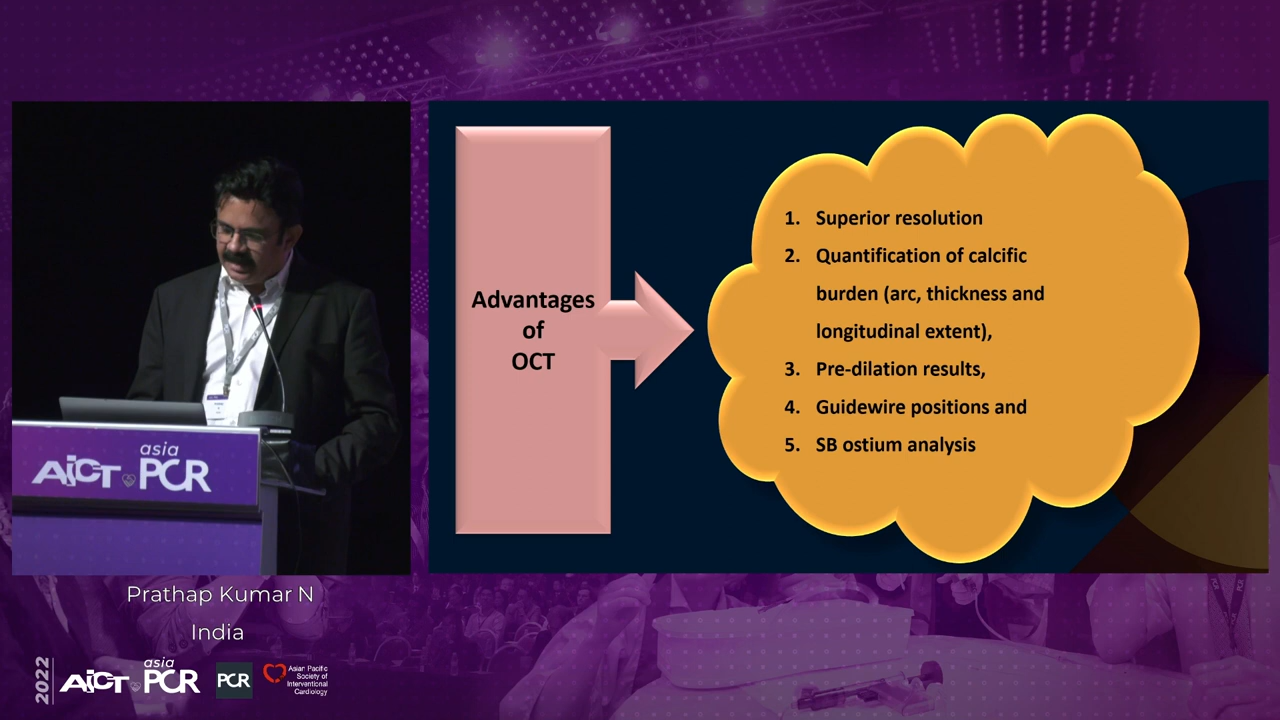 Advantages
of
OCT
1. Superior resolution
2. Quantification of calcific
burden (arc, thickness and
longitudinal extent),
3. Pre-dilation results,
4. Guidewire positions and
5. SB ostium analysis
asia
AICT PCR
Prathap Kumar N
India
2022
asia
AICT PCR
PCR
Asian Pacific
Society of
Interventional
Cardiology